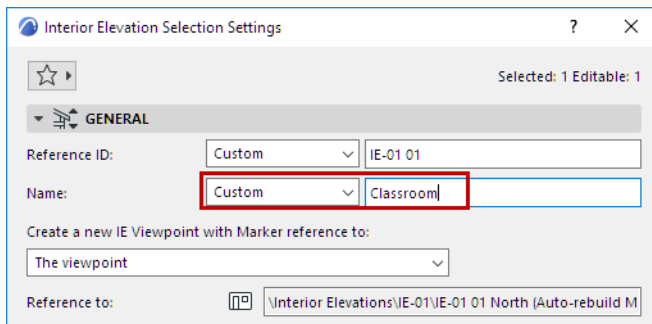 Interior Elevation Selection Settings ? ×
Selected: 1 Editable: 1
GENERAL
Reference ID: Custom IE-01 01
Name: Custom Classroom
Create a new IE Viewpoint with Marker reference to:
The viewpoint
Reference to: \Interior Elevations\IE-01\IE-01 01 North (Auto-rebuild M